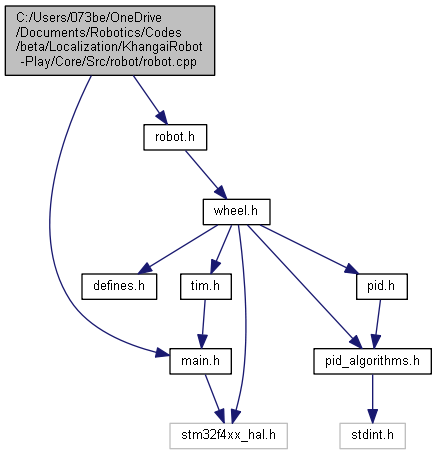 C:/Users/073be/OneDrive
/Documents/Robotics/Codes
/beta/Localization/KhangaiRobot
-Play/Core/Src/robot/robot.cpp
robot.h
wheel.h
defines.h
tim.h
pid.h
main.h
pid_algorithms.h
stm32f4xx_hal.h
stdint.h